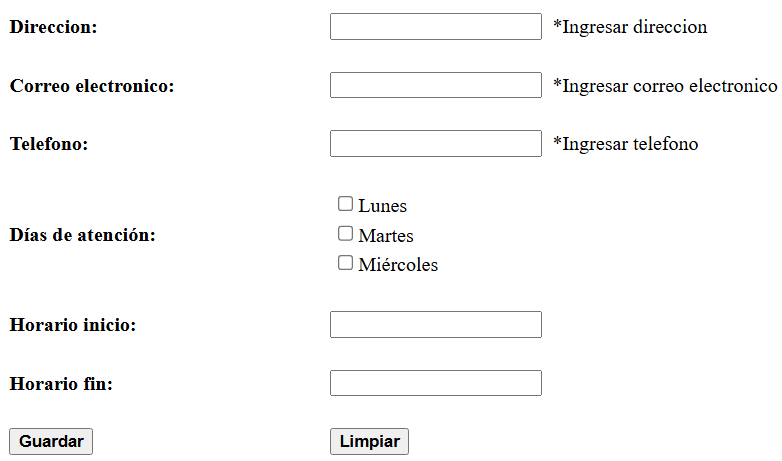 Direccion: *Ingresar direccion
Correo electronico: *Ingresar correo electronico
Telefono: *Ingresar telefono
Lunes
Días de atención: Martes
Miércoles
Horario inicio:
Horario fin:
Guardar Limpiar